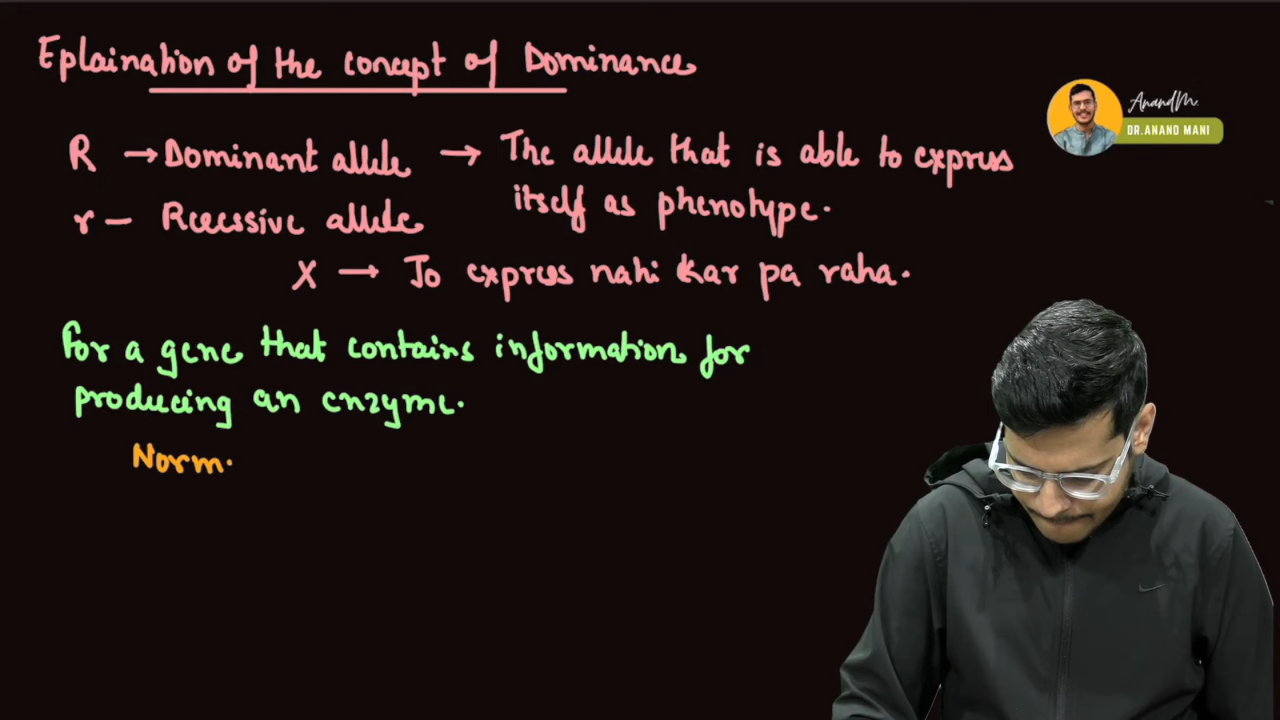 Eplaination of the concept of Dominance
R → Dominant allele → The allele that is able to express
itself as phenotype.
r – Recessive allele
X → Jo express nahi kar pa raha.
For a gene that contains information for
producing an enzyme.
Norm.
AnandM.
DR.ANAND MANI